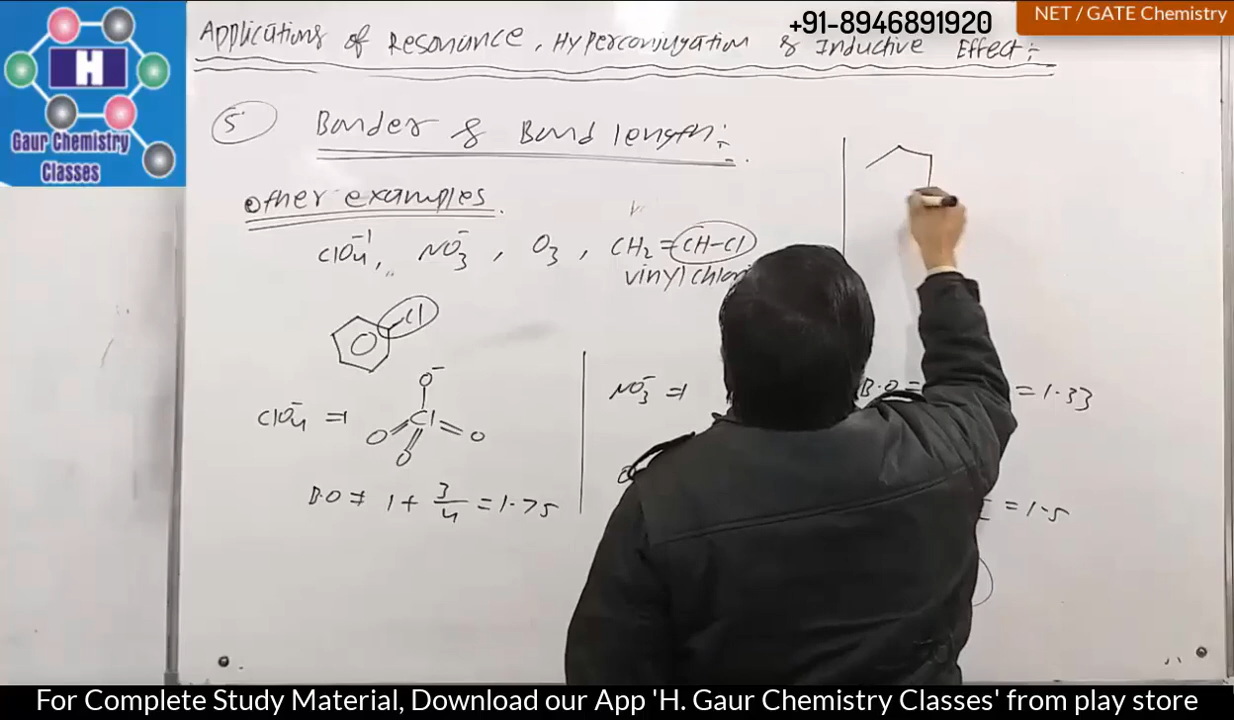 +91-8946891920
NET / GATE Chemistry
Applications of Resonance, Hyperconjugation & Inductive Effect:-
H
Gaur Chemistry
Classes
5
Bonder & Bond length:-
other examples.
ClO4-1, NO3-, O3, CH2=CH-Cl
vinyl chlori
Cl
O-
ClO4- =) Cl
O O O
B.O = 1 + 3/4 = 1.75
NO3- =) B.O = = 1.33
= 1.5
For Complete Study Material, Download our App 'H. Gaur Chemistry Classes' from play store